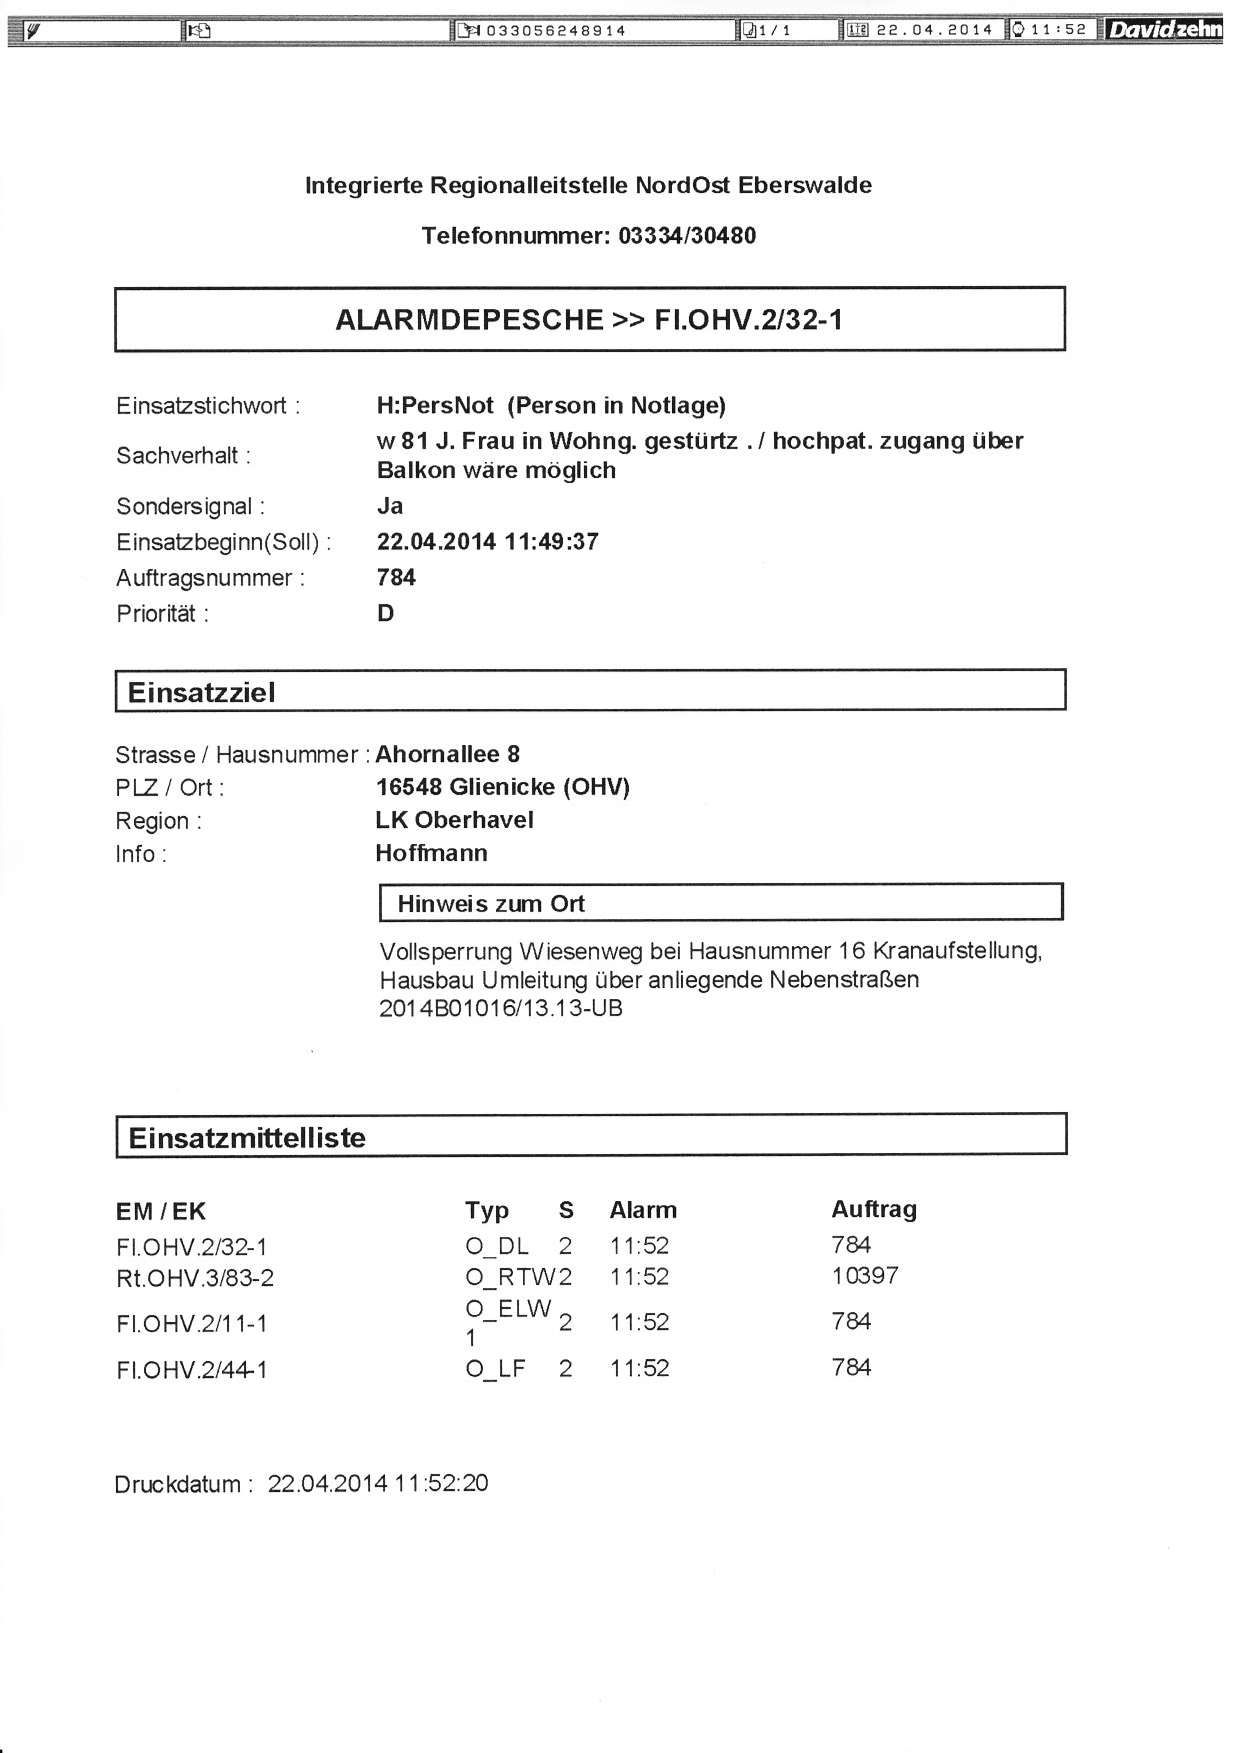 033056248914 1/1 22.04.2014 11:52 Davidzehn
Integrierte Regionalleitstelle NordOst Eberswalde
Telefonnummer: 03334/30480
ALARMDEPESCHE >> Fl.OHV.2/32-1
Einsatzstichwort : H:PersNot (Person in Notlage)
Sachverhalt : w 81 J. Frau in Wohng. gestürtz . / hochpat. zugang über
Balkon wäre möglich
Sondersignal : Ja
Einsatzbeginn(Soll) : 22.04.2014 11:49:37
Auftragsnummer : 784
Priorität : D
Einsatzziel
Strasse / Hausnummer : Ahornallee 8
PLZ / Ort : 16548 Glienicke (OHV)
Region : LK Oberhavel
Info : Hoffmann
Hinweis zum Ort
Vollsperrung Wiesenweg bei Hausnummer 16 Kranaufstellung,
Hausbau Umleitung über anliegende Nebenstraßen
2014B01016/13.13-UB
Einsatzmittelliste
EM / EK Typ S Alarm Auftrag
Fl.OHV.2/32-1 O_DL 2 11:52 784
Rt.OHV.3/83-2 O_RTW 2 11:52 10397
Fl.OHV.2/11-1 O_ELW 2 11:52 784
1
Fl.OHV.2/44-1 O_LF 2 11:52 784
Druckdatum : 22.04.2014 11:52:20